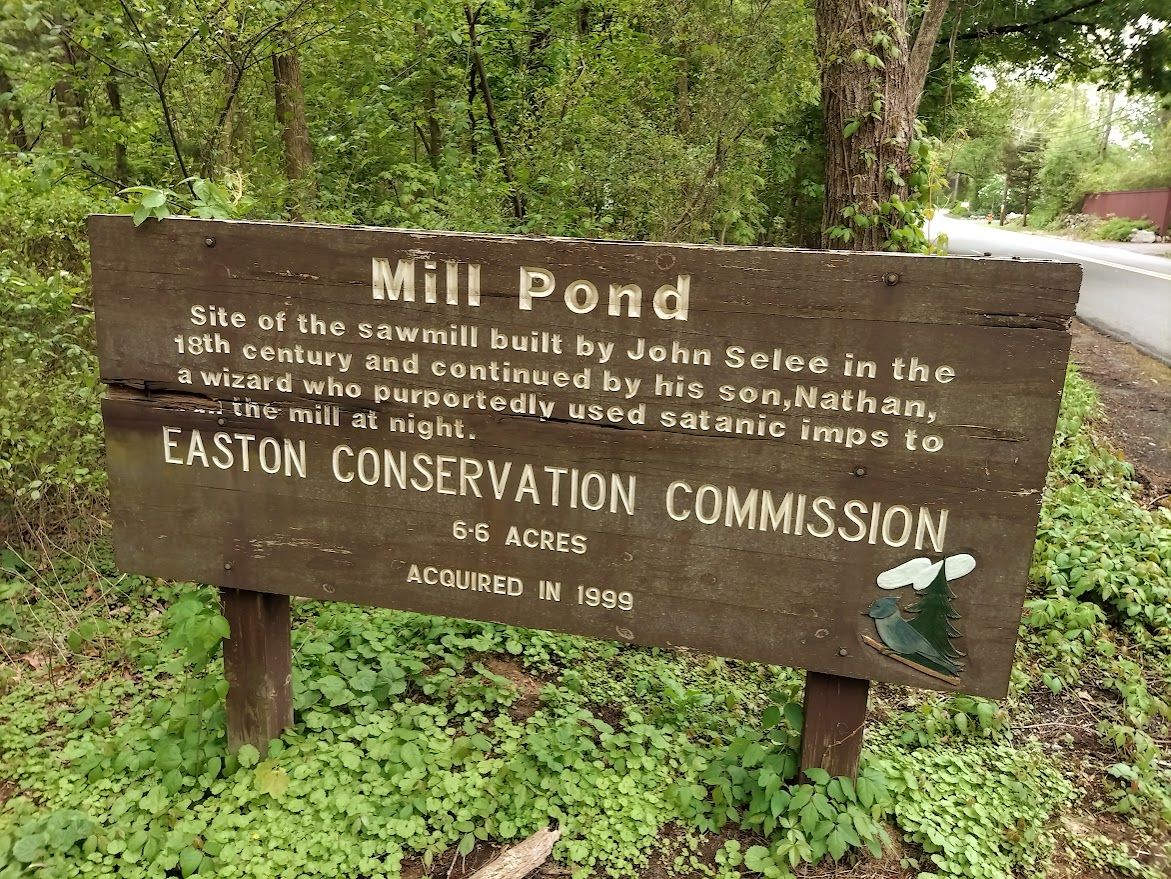 Mill Pond
Site of the sawmill built by John Selee in the
18th century and continued by his son, Nathan,
a wizard who purportedly used satanic imps to
the mill at night.
EASTON CONSERVATION COMMISSION
6.6 ACRES
ACQUIRED IN 1999